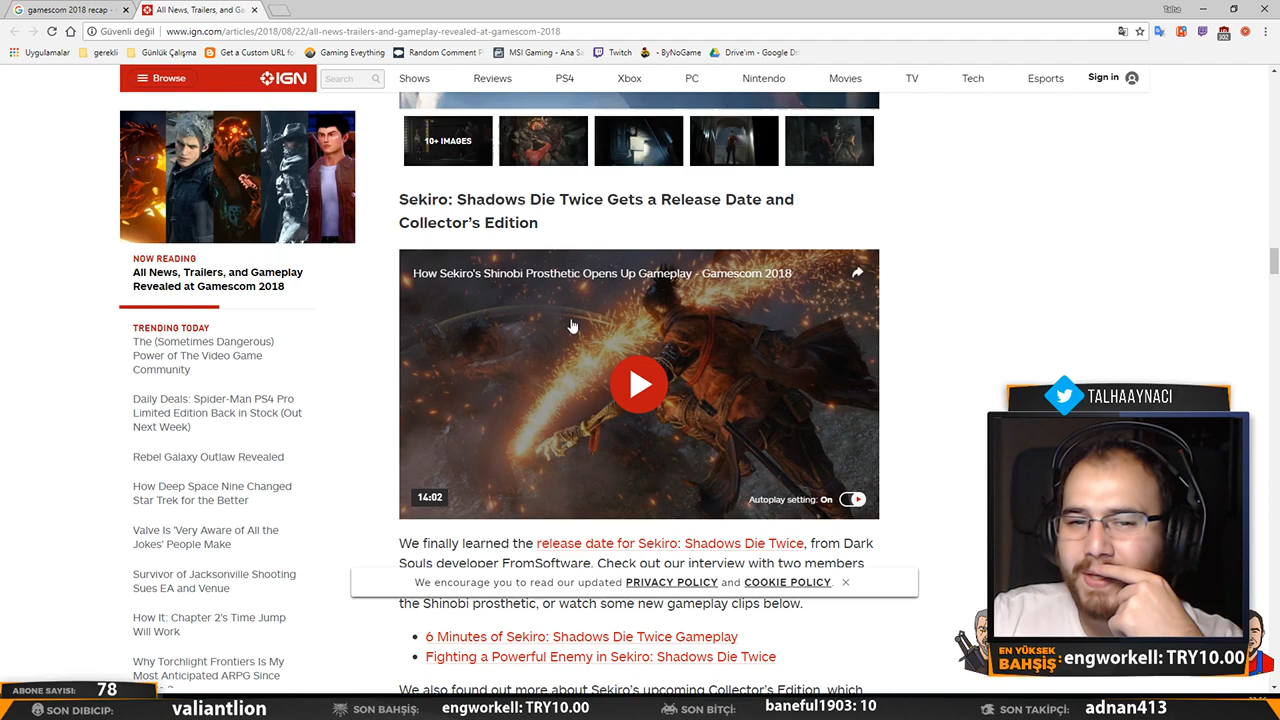 gamescom 2018 recap -
All News, Trailers, and Ga
Talha
Güvenli değil
www.ign.com/articles/2018/08/22/all-news-trailers-and-gameplay-revealed-at-gamescom-2018
302
Uygulamalar
gerekli
Günlük Çalışma
Get a Custom URL for
Gaming Eveything
Random Comment P
MSI Gaming - Ana Sa
Twitch
- ByNoGame
Drive'ım - Google D
Browse
IGN
Search
Shows
Reviews
PS4
Xbox
PC
Nintendo
Movies
TV
Tech
Esports
Sign in
10+ IMAGES
NOW READING
All News, Trailers, and Gameplay
Revealed at Gamescom 2018
TRENDING TODAY
The (Sometimes Dangerous)
Power of The Video Game
Community
Daily Deals: Spider-Man PS4 Pro
Limited Edition Back in Stock (Out
Next Week)
Rebel Galaxy Outlaw Revealed
How Deep Space Nine Changed
Star Trek for the Better
Valve Is 'Very Aware of All the
Jokes' People Make
Survivor of Jacksonville Shooting
Sues EA and Venue
How It: Chapter 2's Time Jump
Will Work
Why Torchlight Frontiers Is My
Most Anticipated ARPG Since
Sekiro: Shadows Die Twice Gets a Release Date and
Collector's Edition
How Sekiro's Shinobi Prosthetic Opens Up Gameplay - Gamescom 2018
14:02
Autoplay setting: On
We finally learned the release date for Sekiro: Shadows Die Twice, from Dark
Souls developer FromSoftware. Check out our interview with two members
We encourage you to read our updated PRIVACY POLICY and COOKIE POLICY.
the Shinobi prosthetic, or watch some new gameplay clips below.
• 6 Minutes of Sekiro: Shadows Die Twice Gameplay
• Fighting a Powerful Enemy in Sekiro: Shadows Die Twice
We also found out more about Sekiro's upcoming Collector's Edition, which
TALHAAYNACI
EN YÜKSEK
BAHŞİŞ:
engworkell: TRY10.00
ABONE SAYISI: 78
SON DIBICIP: valiantlion
SON BAHŞİŞ: engworkell: TRY10.00
SON BİTÇİ: baneful1903: 10
SON TAKİPÇİ: adnan413